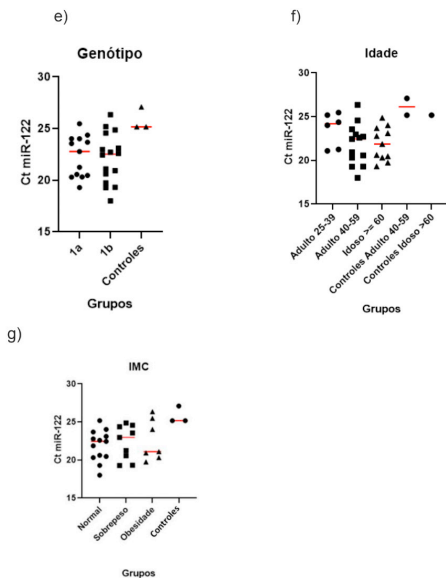 e)
Genótipo
30
25
20
15
Ct miR-122
1a
1b
Controles
Grupos
f)
Idade
30
25
20
15
Ct miR-122
Adulto 25-39
Adulto 40-59
Idoso >= 60
Controles Adulto 40-59
Controles Idoso >60
Grupos
g)
IMC
30
25
20
15
Ct miR-122
Normal
Sobrepeso
Obesidade
Controles
Grupos